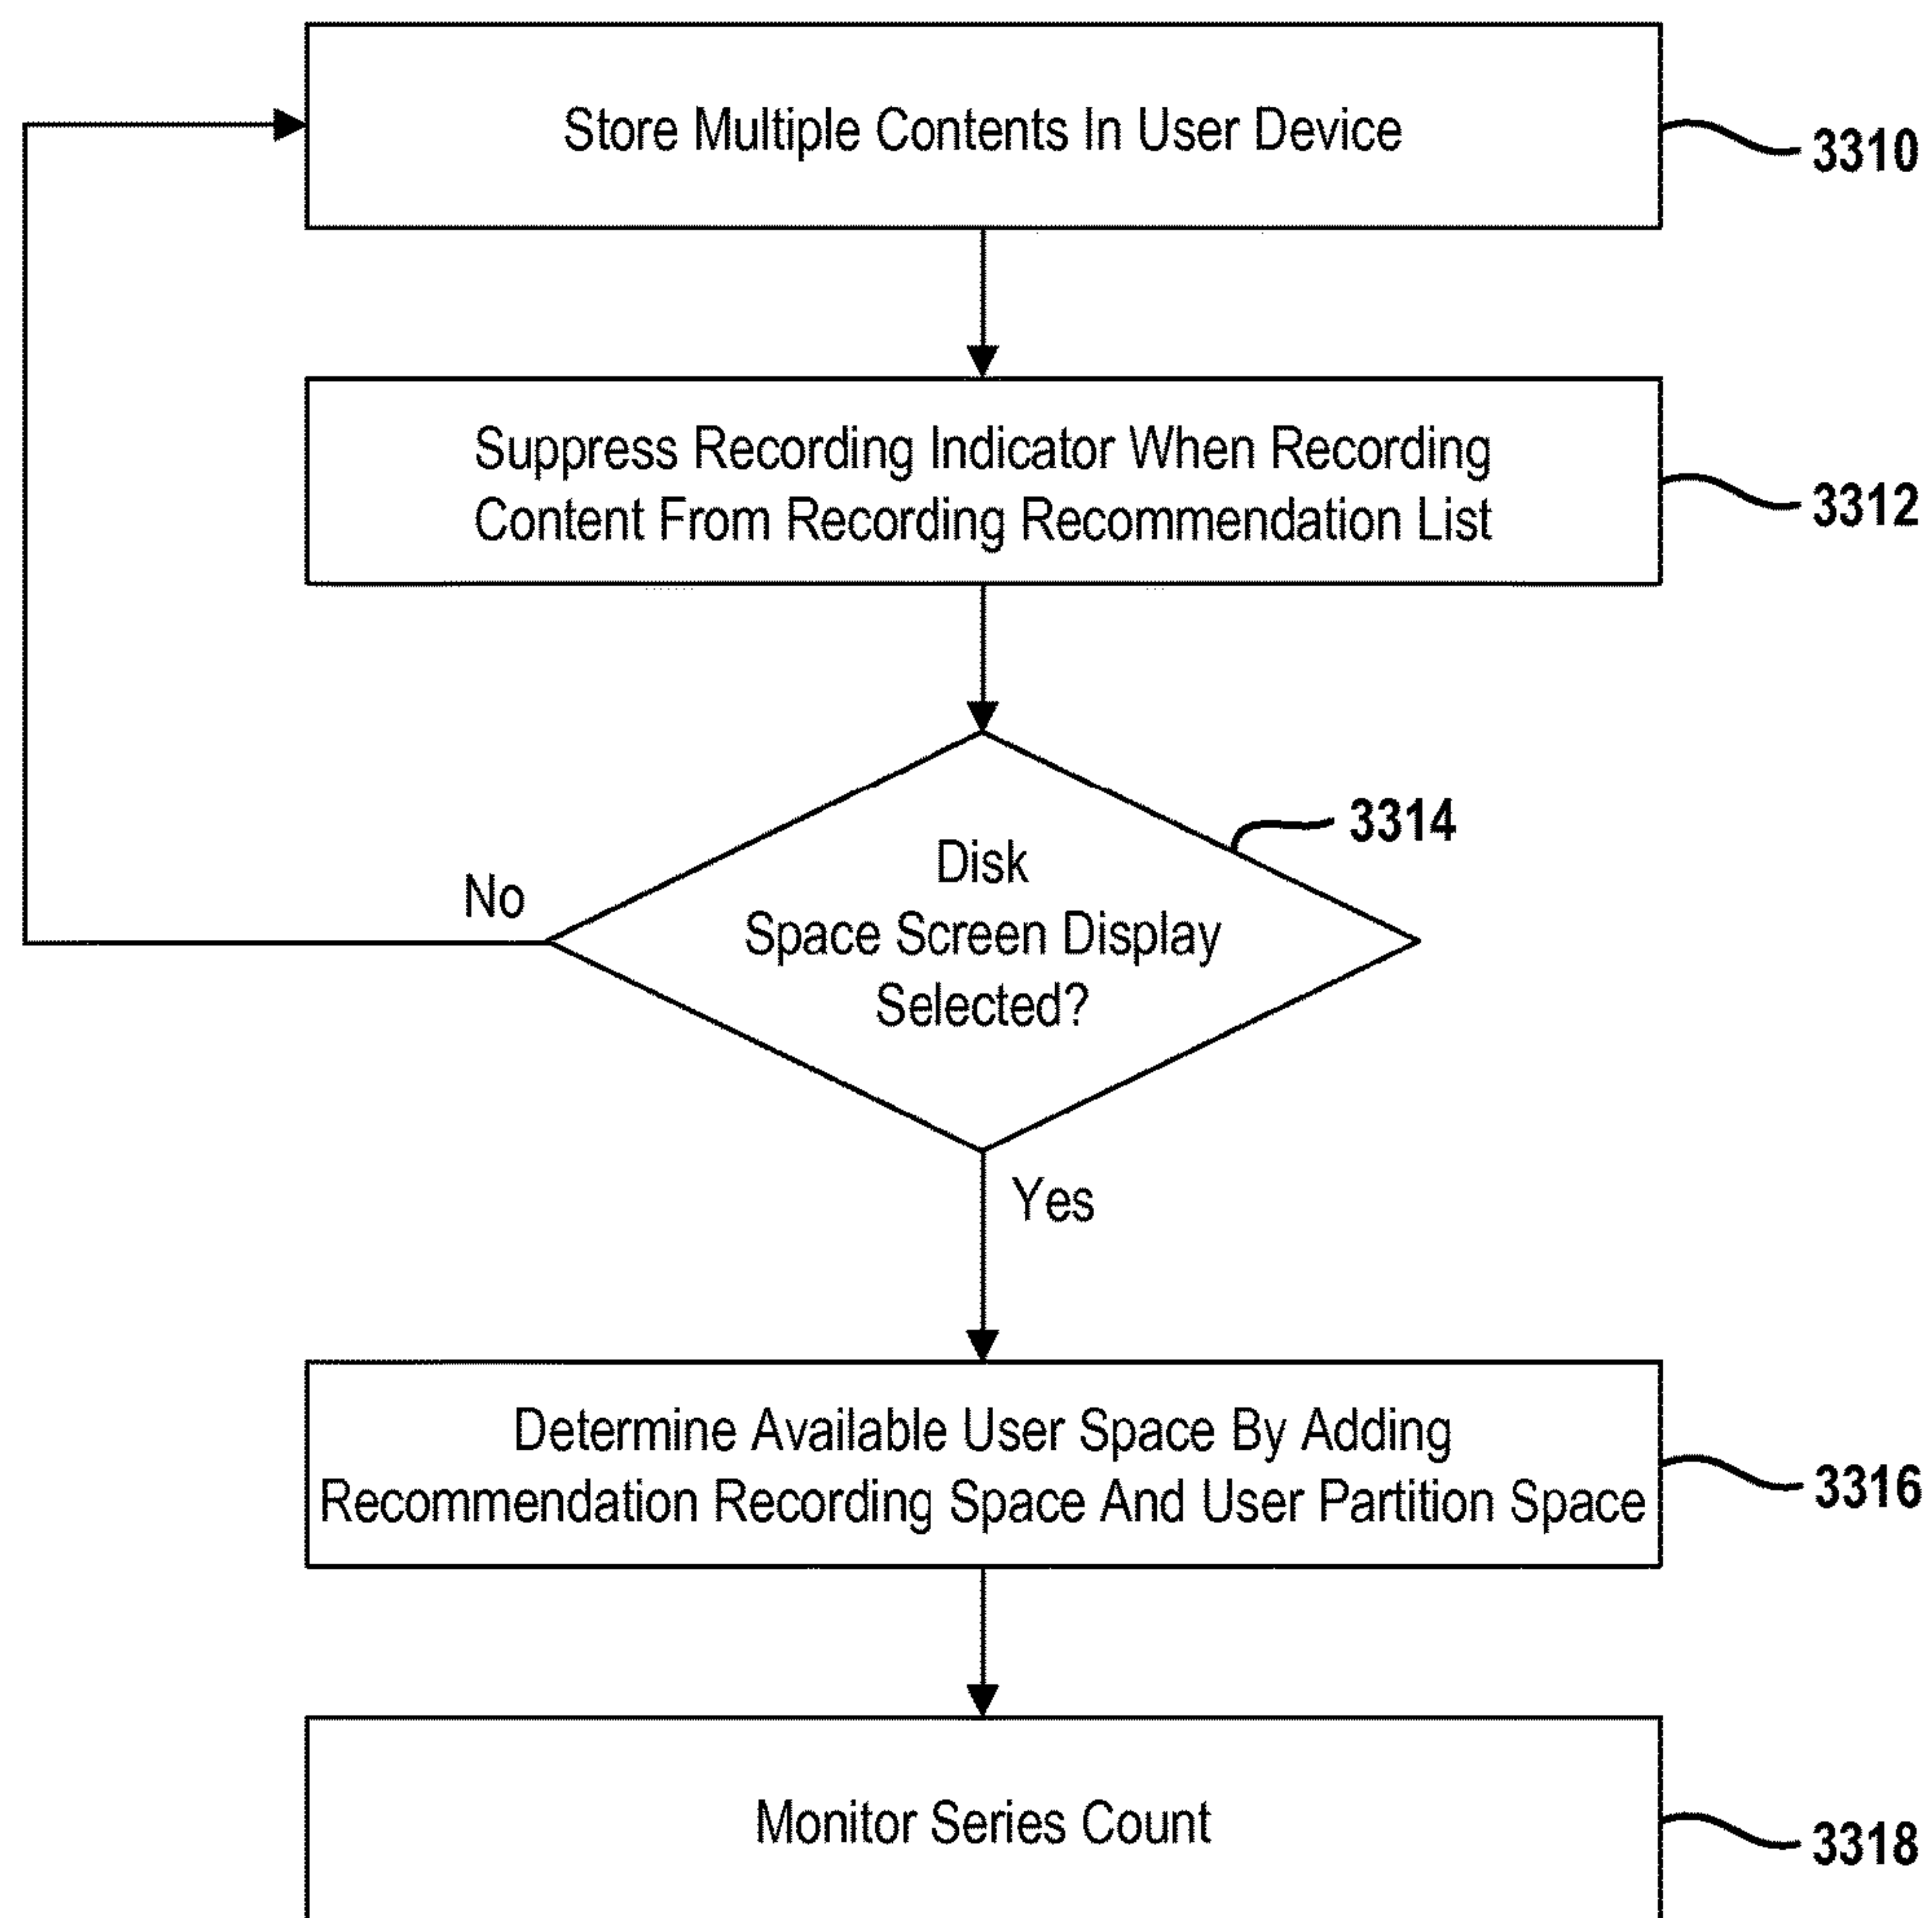 Store Multiple Contents In User Device
3310
Suppress Recording Indicator When Recording
Content From Recording Recommendation List
3312
3314
Disk
Space Screen Display
Selected?
No
Yes
Determine Available User Space By Adding
Recommendation Recording Space And User Partition Space
3316
Monitor Series Count
3318